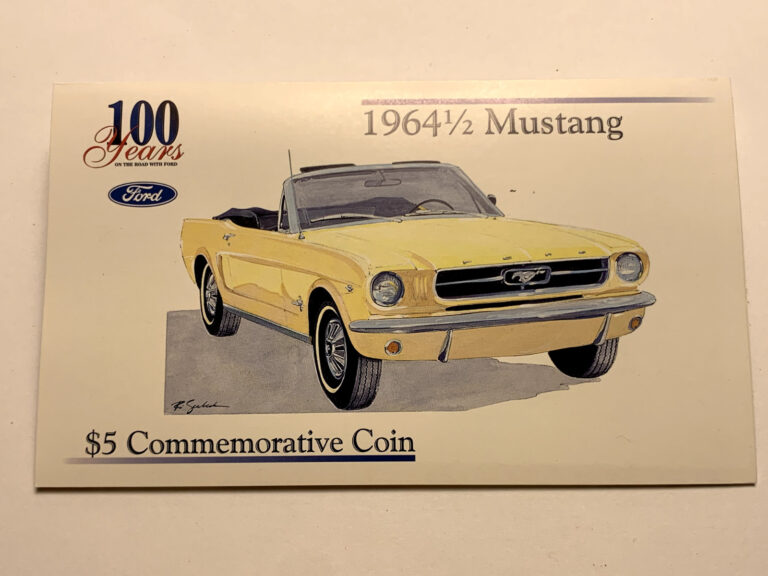 100
Years
ON THE ROAD WITH FORD
Ford
1964½ Mustang
FORD
$5 Commemorative Coin